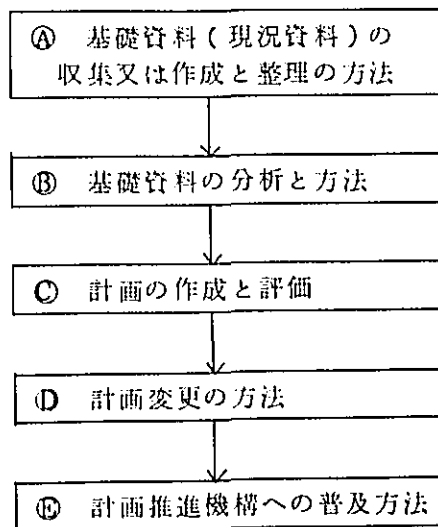 Ⓐ 基礎資料(現況資料)の
収集又は作成と整理の方法
Ⓑ 基礎資料の分析と方法
Ⓒ 計画の作成と評価
Ⓓ 計画変更の方法
Ⓔ 計画推進機構への普及方法